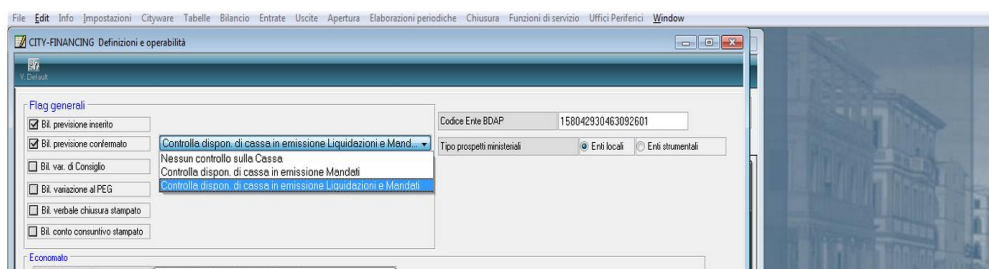 File Edit Info Impostazioni Cityware Tabelle Bilancio Entrate Uscite Apertura Elaborazioni periodiche Chiusura Funzioni di servizio Uffici Periferici Window
CITY-FINANCING Definizioni e operabilità
V. Default
Flag generali
Bil. previsione inserito
Codice Ente BDAP 158042930463092601
Bil. previsione confermato Controlla dispon. di cassa in emissione Liquidazioni e Mand... Tipo prospetti ministeriali Enti locali Enti strumentali
Nessun controllo sulla Cassa
Bil. var. di Consiglio Controlla dispon. di cassa in emissione Mandati
Controlla dispon. di cassa in emissione Liquidazioni e Mandati
Bil. variazione al PEG
Bil. verbale chiusura stampato
Bil. conto consuntivo stampato
Economato